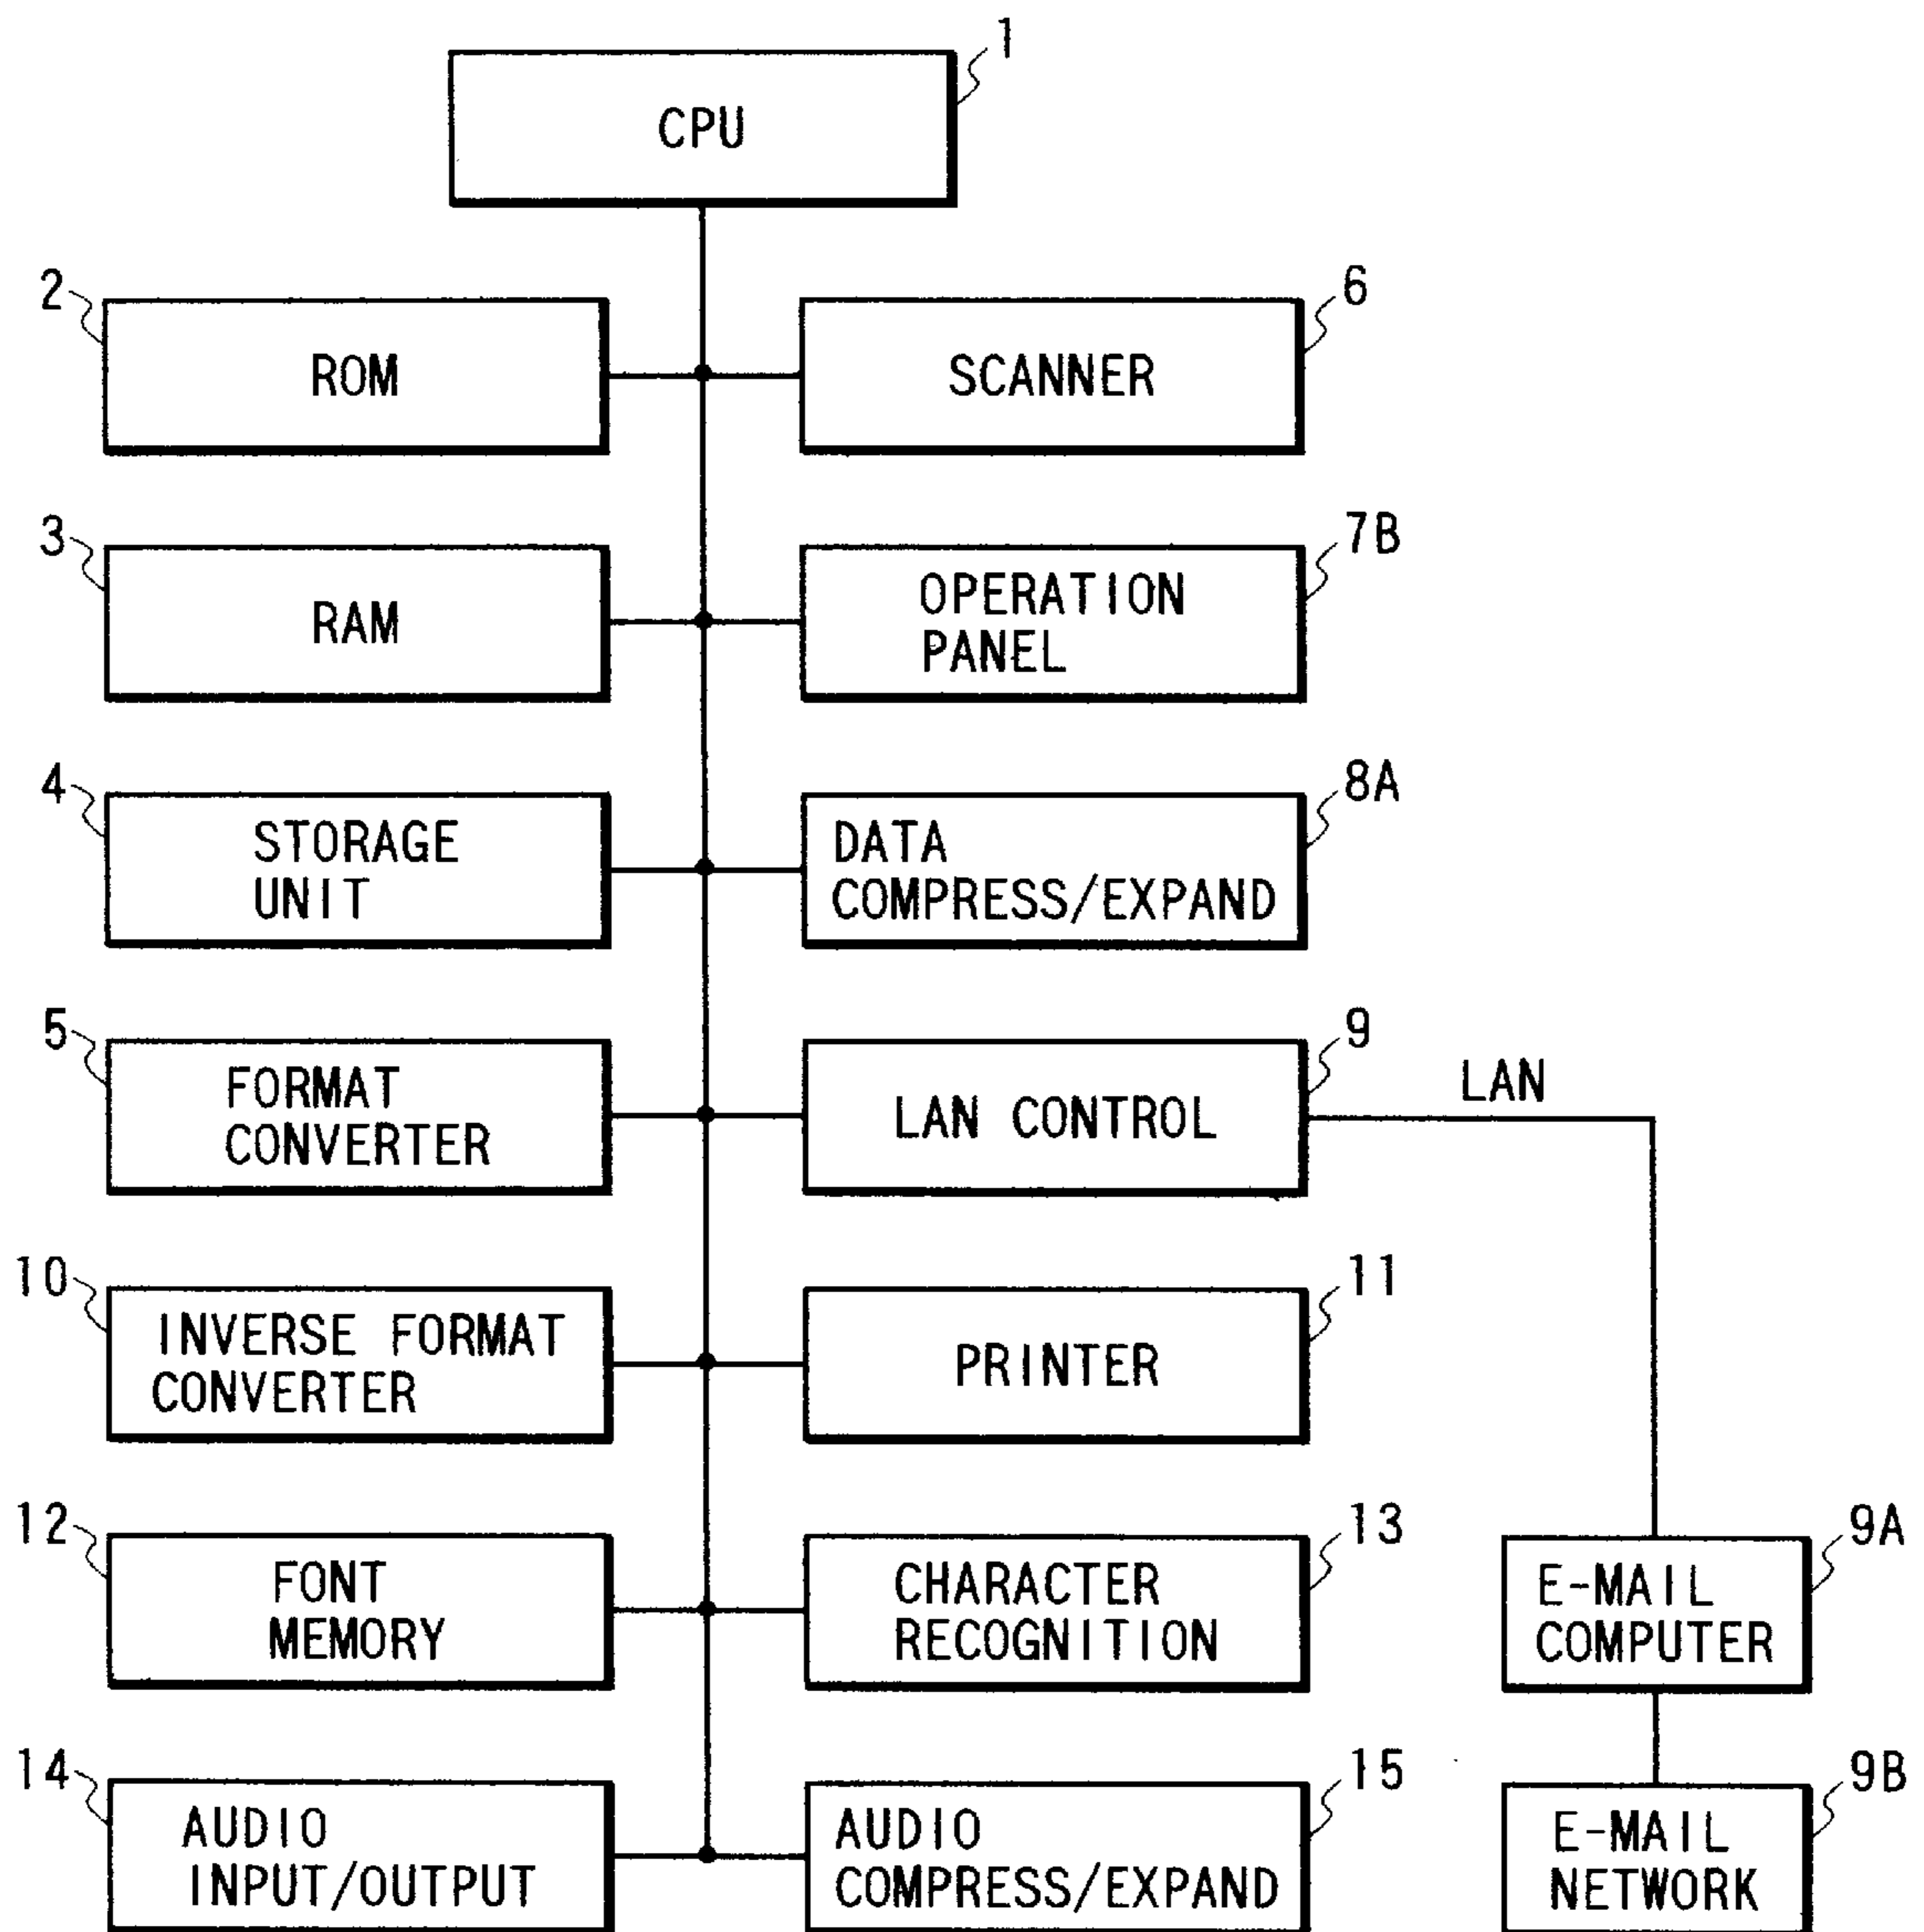 1
CPU
2
ROM
6
SCANNER
3
RAM
7B
OPERATION
PANEL
4
STORAGE
UNIT
8A
DATA
COMPRESS/EXPAND
5
FORMAT
CONVERTER
9
LAN CONTROL
LAN
10
INVERSE FORMAT
CONVERTER
11
PRINTER
12
FONT
MEMORY
13
CHARACTER
RECOGNITION
9A
E-MAIL
COMPUTER
14
AUDIO
INPUT/OUTPUT
15
AUDIO
COMPRESS/EXPAND
9B
E-MAIL
NETWORK